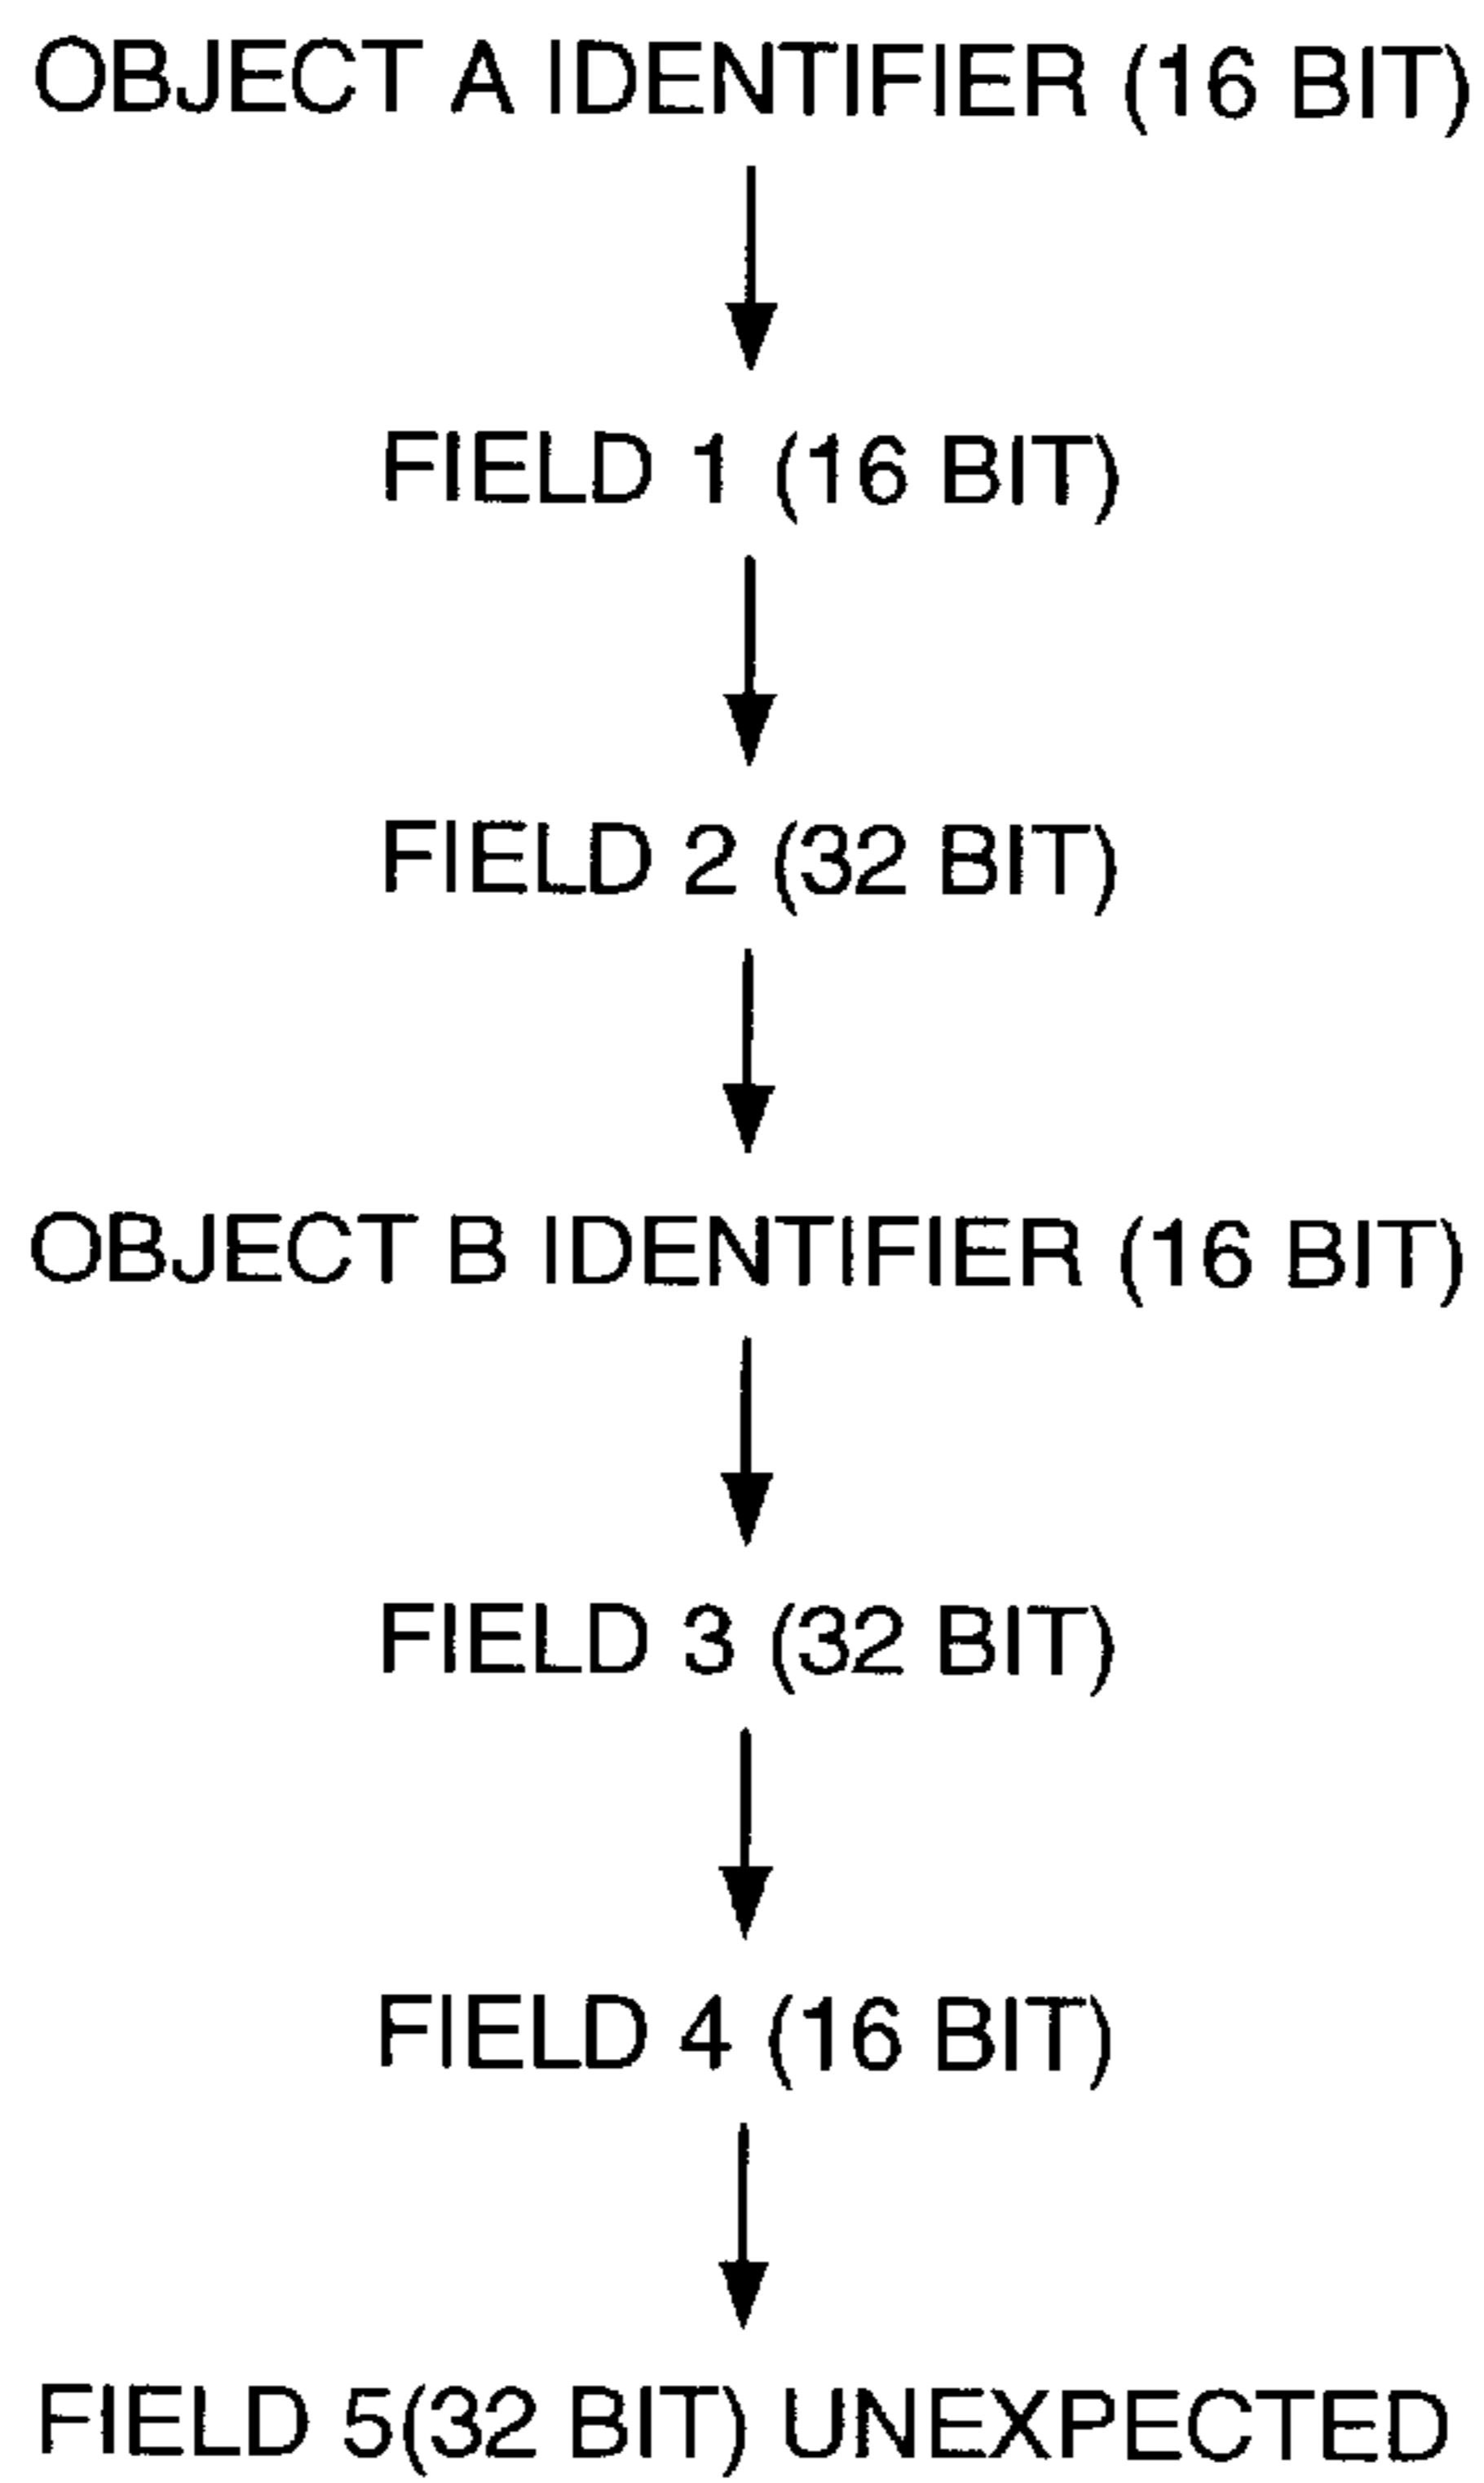 OBJECT A IDENTIFIER (16 BIT)
FIELD 1 (16 BIT)
FIELD 2 (32 BIT)
OBJECT B IDENTIFIER (16 BIT)
FIELD 3 (32 BIT)
FIELD 4 (16 BIT)
FIELD 5(32 BIT) UNEXPECTED